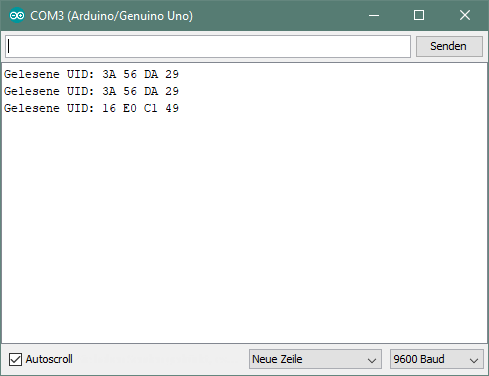 COM3 (Arduino/Genuino Uno)
Senden
Gelesene UID: 3A 56 DA 29
Gelesene UID: 3A 56 DA 29
Gelesene UID: 16 E0 C1 49
Autoscroll
Neue Zeile
9600 Baud